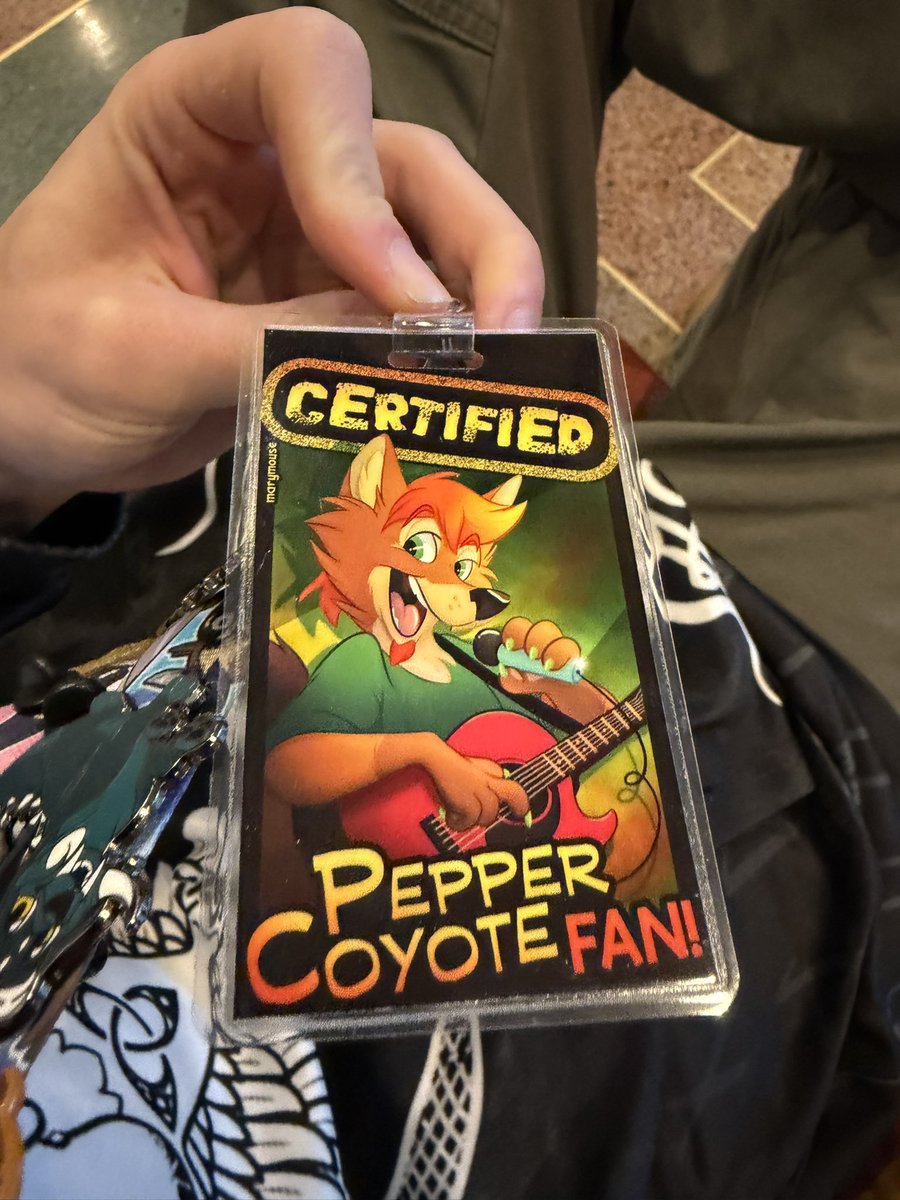 CERTIFIED
marymouse
PEPPER
COYOTE FAN!